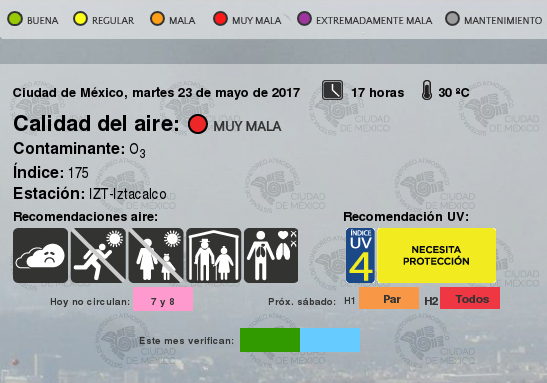 BUENA REGULAR MALA MUY MALA EXTREMADAMENTE MALA MANTENIMIENTO
Ciudad de México, martes 23 de mayo de 2017 17 horas 30 ºC
Calidad del aire: MUY MALA
Contaminante: O3
Índice: 175
Estación: IZT-Iztacalco
Recomendaciones aire: Recomendación UV:
ÍNDICE
UV
4
NECESITA
PROTECCIÓN
Hoy no circulan: 7 y 8 Próx. sábado: H1 Par H2 Todos
Este mes verifican: